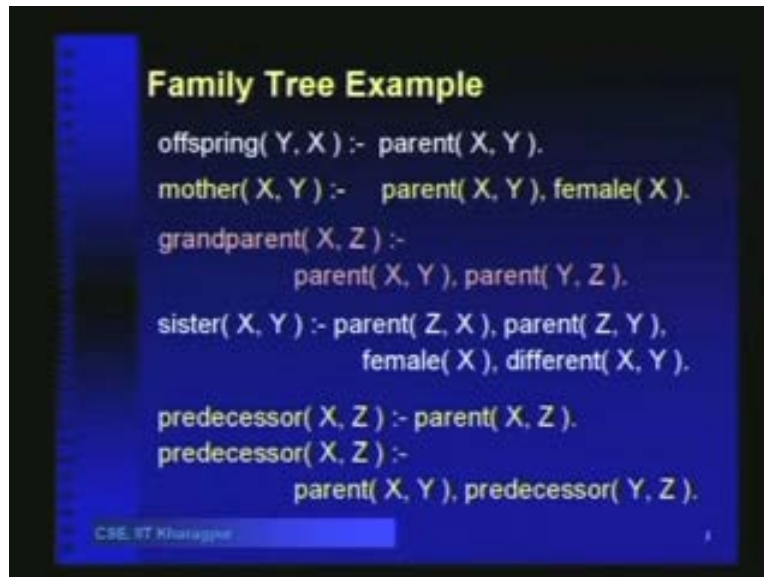 Family Tree Example
offspring( Y, X ) :- parent( X, Y ).
mother( X, Y ) :- parent( X, Y ), female( X ).
grandparent( X, Z ) :-
parent( X, Y ), parent( Y, Z ).
sister( X, Y ) :- parent( Z, X ), parent( Z, Y ),
female( X ), different( X, Y ).
predecessor( X, Z ) :- parent( X, Z ).
predecessor( X, Z ) :-
parent( X, Y ), predecessor( Y, Z ).
CSE, IIT Kharagpur